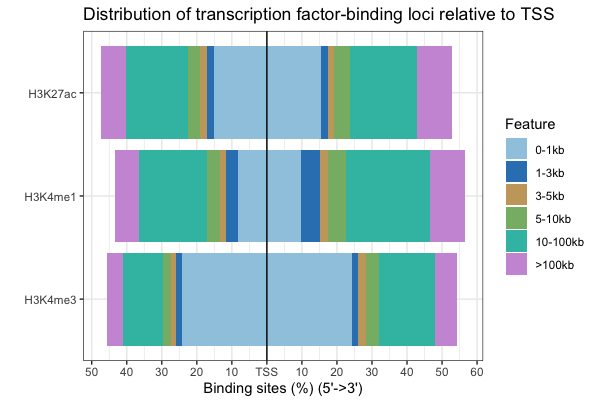 Distribution of transcription factor-binding loci relative to TSS
H3K27ac
H3K4me1
H3K4me3
50 40 30 20 10 TSS 10 20 30 40 50 60
Binding sites (%) (5'->3')
Feature
0-1kb
1-3kb
3-5kb
5-10kb
10-100kb
>100kb